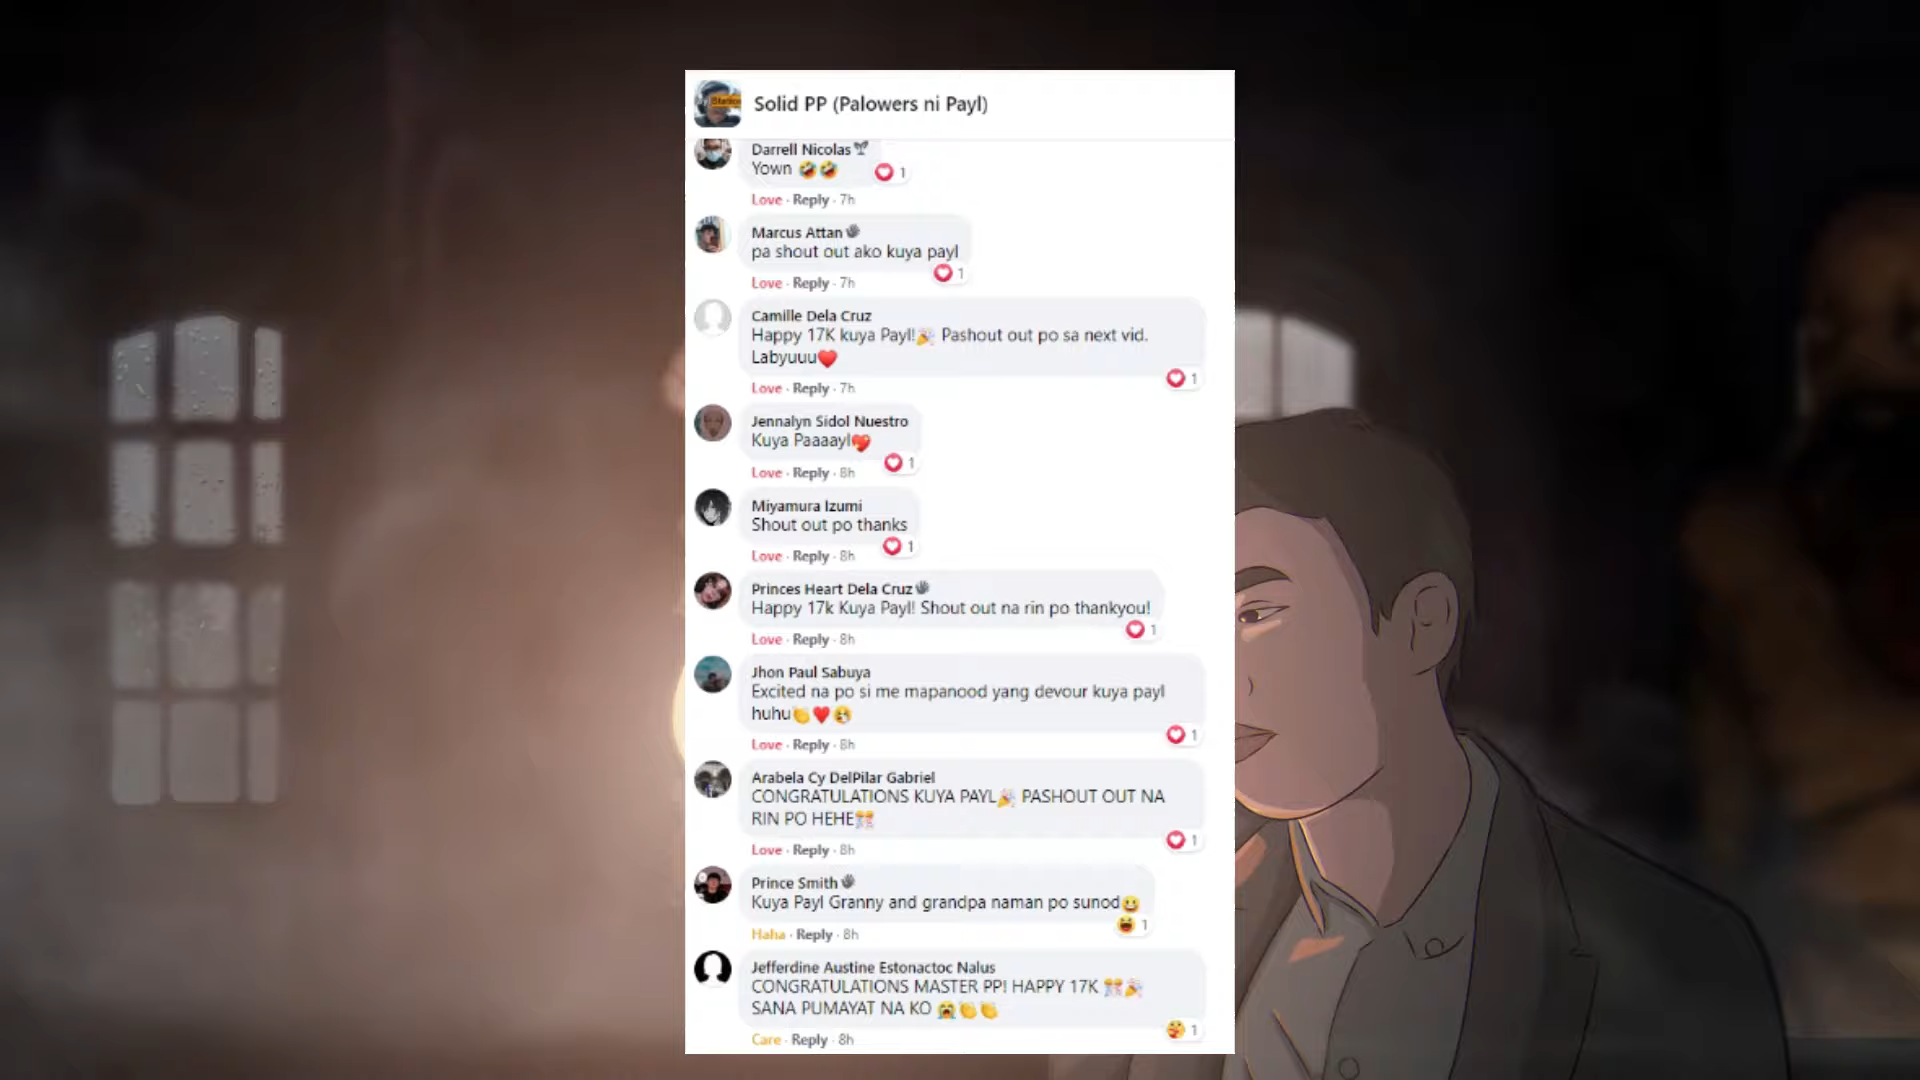 Solid PP (Palowers ni Payl)
Darrell Nicolas
Yown 🤣🤣
1
Love · Reply · 7h
Marcus Attan
pa shout out ako kuya payl
1
Love · Reply · 7h
Camille Dela Cruz
Happy 17K kuya Payl!🎉 Pashout out po sa next vid.
Labyuuu❤️
1
Love · Reply · 7h
Jennalyn Sidol Nuestro
Kuya Paaaayl💖
1
Love · Reply · 8h
Miyamura Izumi
Shout out po thanks
1
Love · Reply · 8h
Princes Heart Dela Cruz
Happy 17k Kuya Payl! Shout out na rin po thankyou!
1
Love · Reply · 8h
Jhon Paul Sabuya
Excited na po si me mapanood yang devour kuya payl
huhu👏❤️😭
1
Love · Reply · 8h
Arabela Cy DelPilar Gabriel
CONGRATULATIONS KUYA PAYL🎉 PASHOUT OUT NA
RIN PO HEHE🎊
1
Love · Reply · 8h
Prince Smith
Kuya Payl Granny and grandpa naman po sunod😀
1
Haha · Reply · 8h
Jefferdine Austine Estonactoc Nalus
CONGRATULATIONS MASTER PP! HAPPY 17K 🎊🎉
SANA PUMAYAT NA KO 😭👏👏
1
Care · Reply · 8h